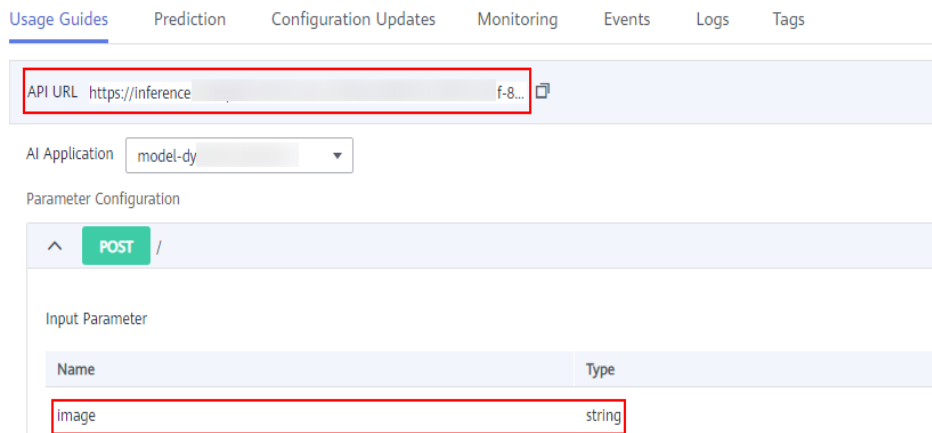 Usage Guides Prediction Configuration Updates Monitoring Events Logs Tags
API URL https://inference f-8...
AI Application model-dy
Parameter Configuration
POST /
Input Parameter
Name Type
image string